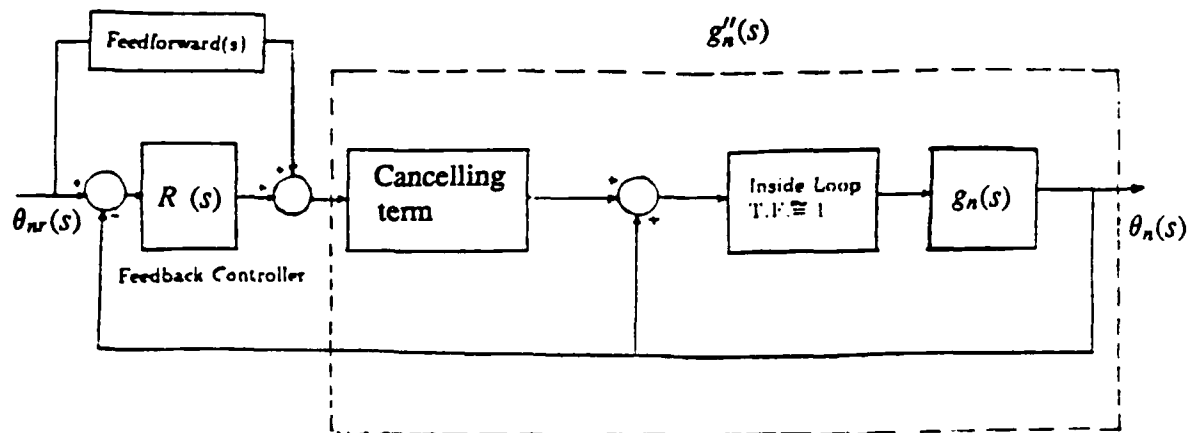 g''ₙ(s)
Feedforward(s)
+
+
R (s)
+
-
θₙᵣ(s)
Feedback Controller
Cancelling
term
+
+
Inside Loop
T.F.≅ 1
gₙ(s)
θₙ(s)